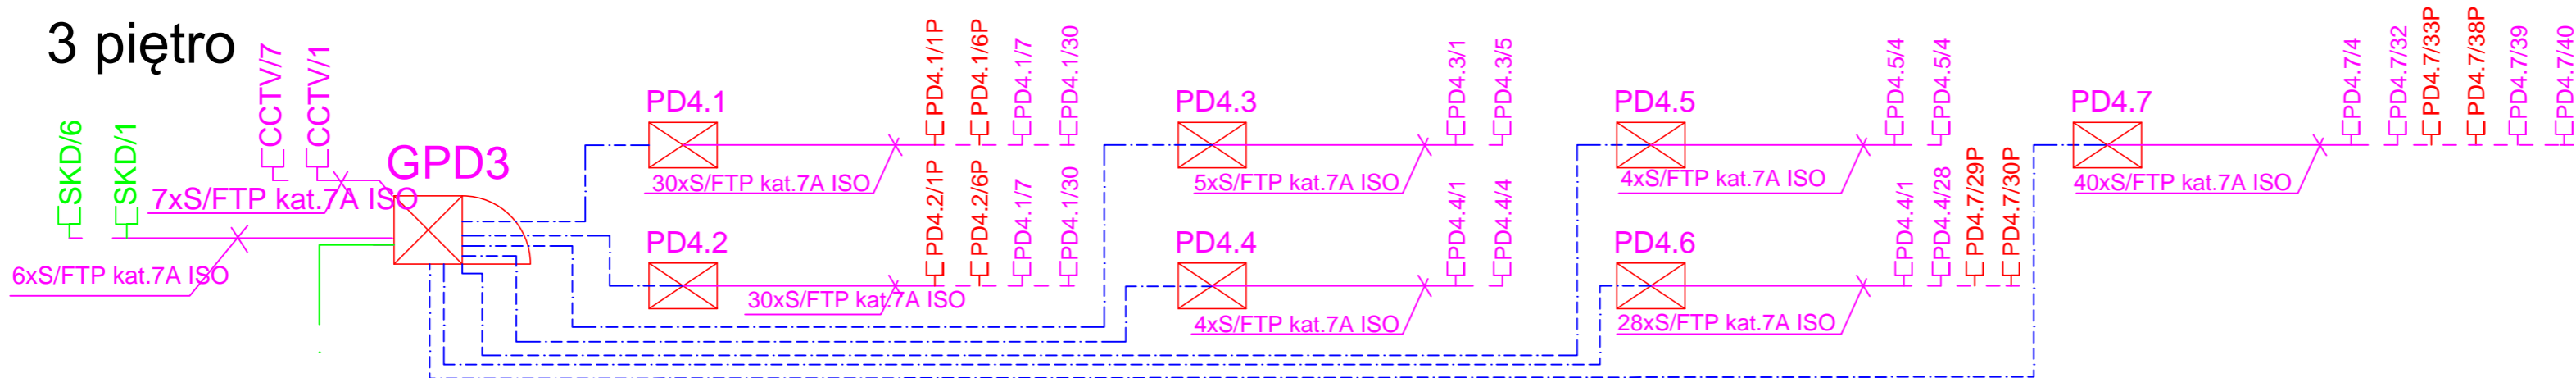 3 piętro
SKD/6
SKD/1
CCTV/7
CCTV/1
7xS/FTP kat.7A ISO
6xS/FTP kat.7A ISO
GPD3
PD4.1
30xS/FTP kat.7A ISO
PD4.1/1P
PD4.1/6P
PD4.1/7
PD4.1/30
PD4.2
30xS/FTP kat.7A ISO
PD4.2/1P
PD4.2/6P
PD4.1/7
PD4.1/30
PD4.3
5xS/FTP kat.7A ISO
PD4.3/1
PD4.3/5
PD4.4
4xS/FTP kat.7A ISO
PD4.4/1
PD4.4/4
PD4.5
4xS/FTP kat.7A ISO
PD4.5/4
PD4.5/4
PD4.6
28xS/FTP kat.7A ISO
PD4.4/1
PD4.4/28
PD4.7/29P
PD4.7/30P
PD4.7
40xS/FTP kat.7A ISO
PD4.7/4
PD4.7/32
PD4.7/33P
PD4.7/38P
PD4.7/39
PD4.7/40